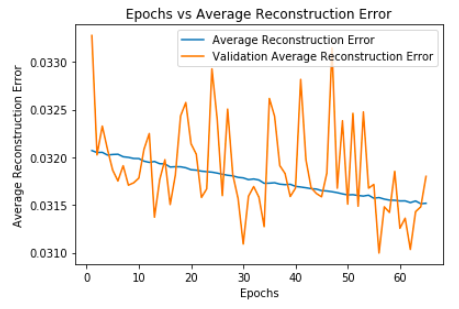 Epochs vs Average Reconstruction Error
Average Reconstruction Error
Validation Average Reconstruction Error
Average Reconstruction Error
0.0330
0.0325
0.0320
0.0315
0.0310
0 10 20 30 40 50 60
Epochs